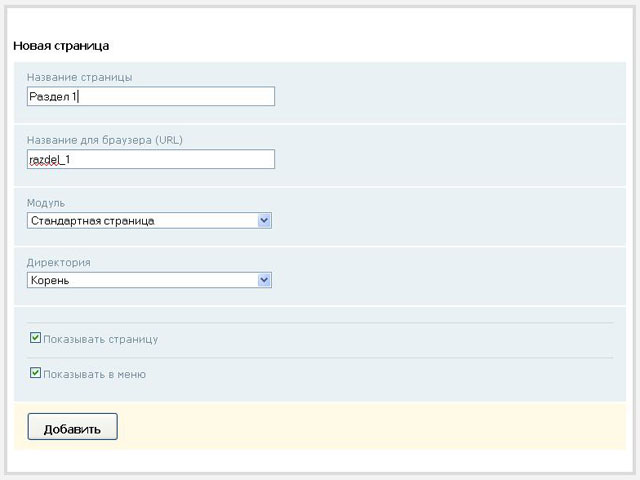 Новая страница
Название страницы
Раздел 1
Название для браузера (URL)
razdel_1
Модуль
Стандартная страница
Директория
Корень
Показывать страницу
Показывать в меню
Добавить